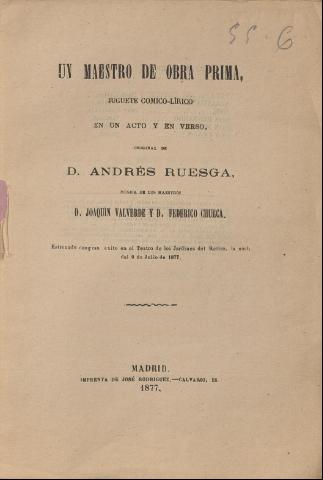 55-6
UN MAESTRO DE OBRA PRIMA,
JUGUETE COMICO-LÍRICO
EN UN ACTO Y EN VERSO,
ORIGINAL DE
D. ANDRÉS RUESGA,
MÚSICA DE LOS MAESTROS
D. JOAQUIN VALVERDE Y D. FEDERICO CHUECA.
Estrenado con gran éxito en el Teatro de los Jardines del Retiro, la noche
del 9 de Julio de 1877.
MADRID.
IMPRENTA DE JOSÉ RODRIGUEZ.—CALVARIO, 18.
1877.